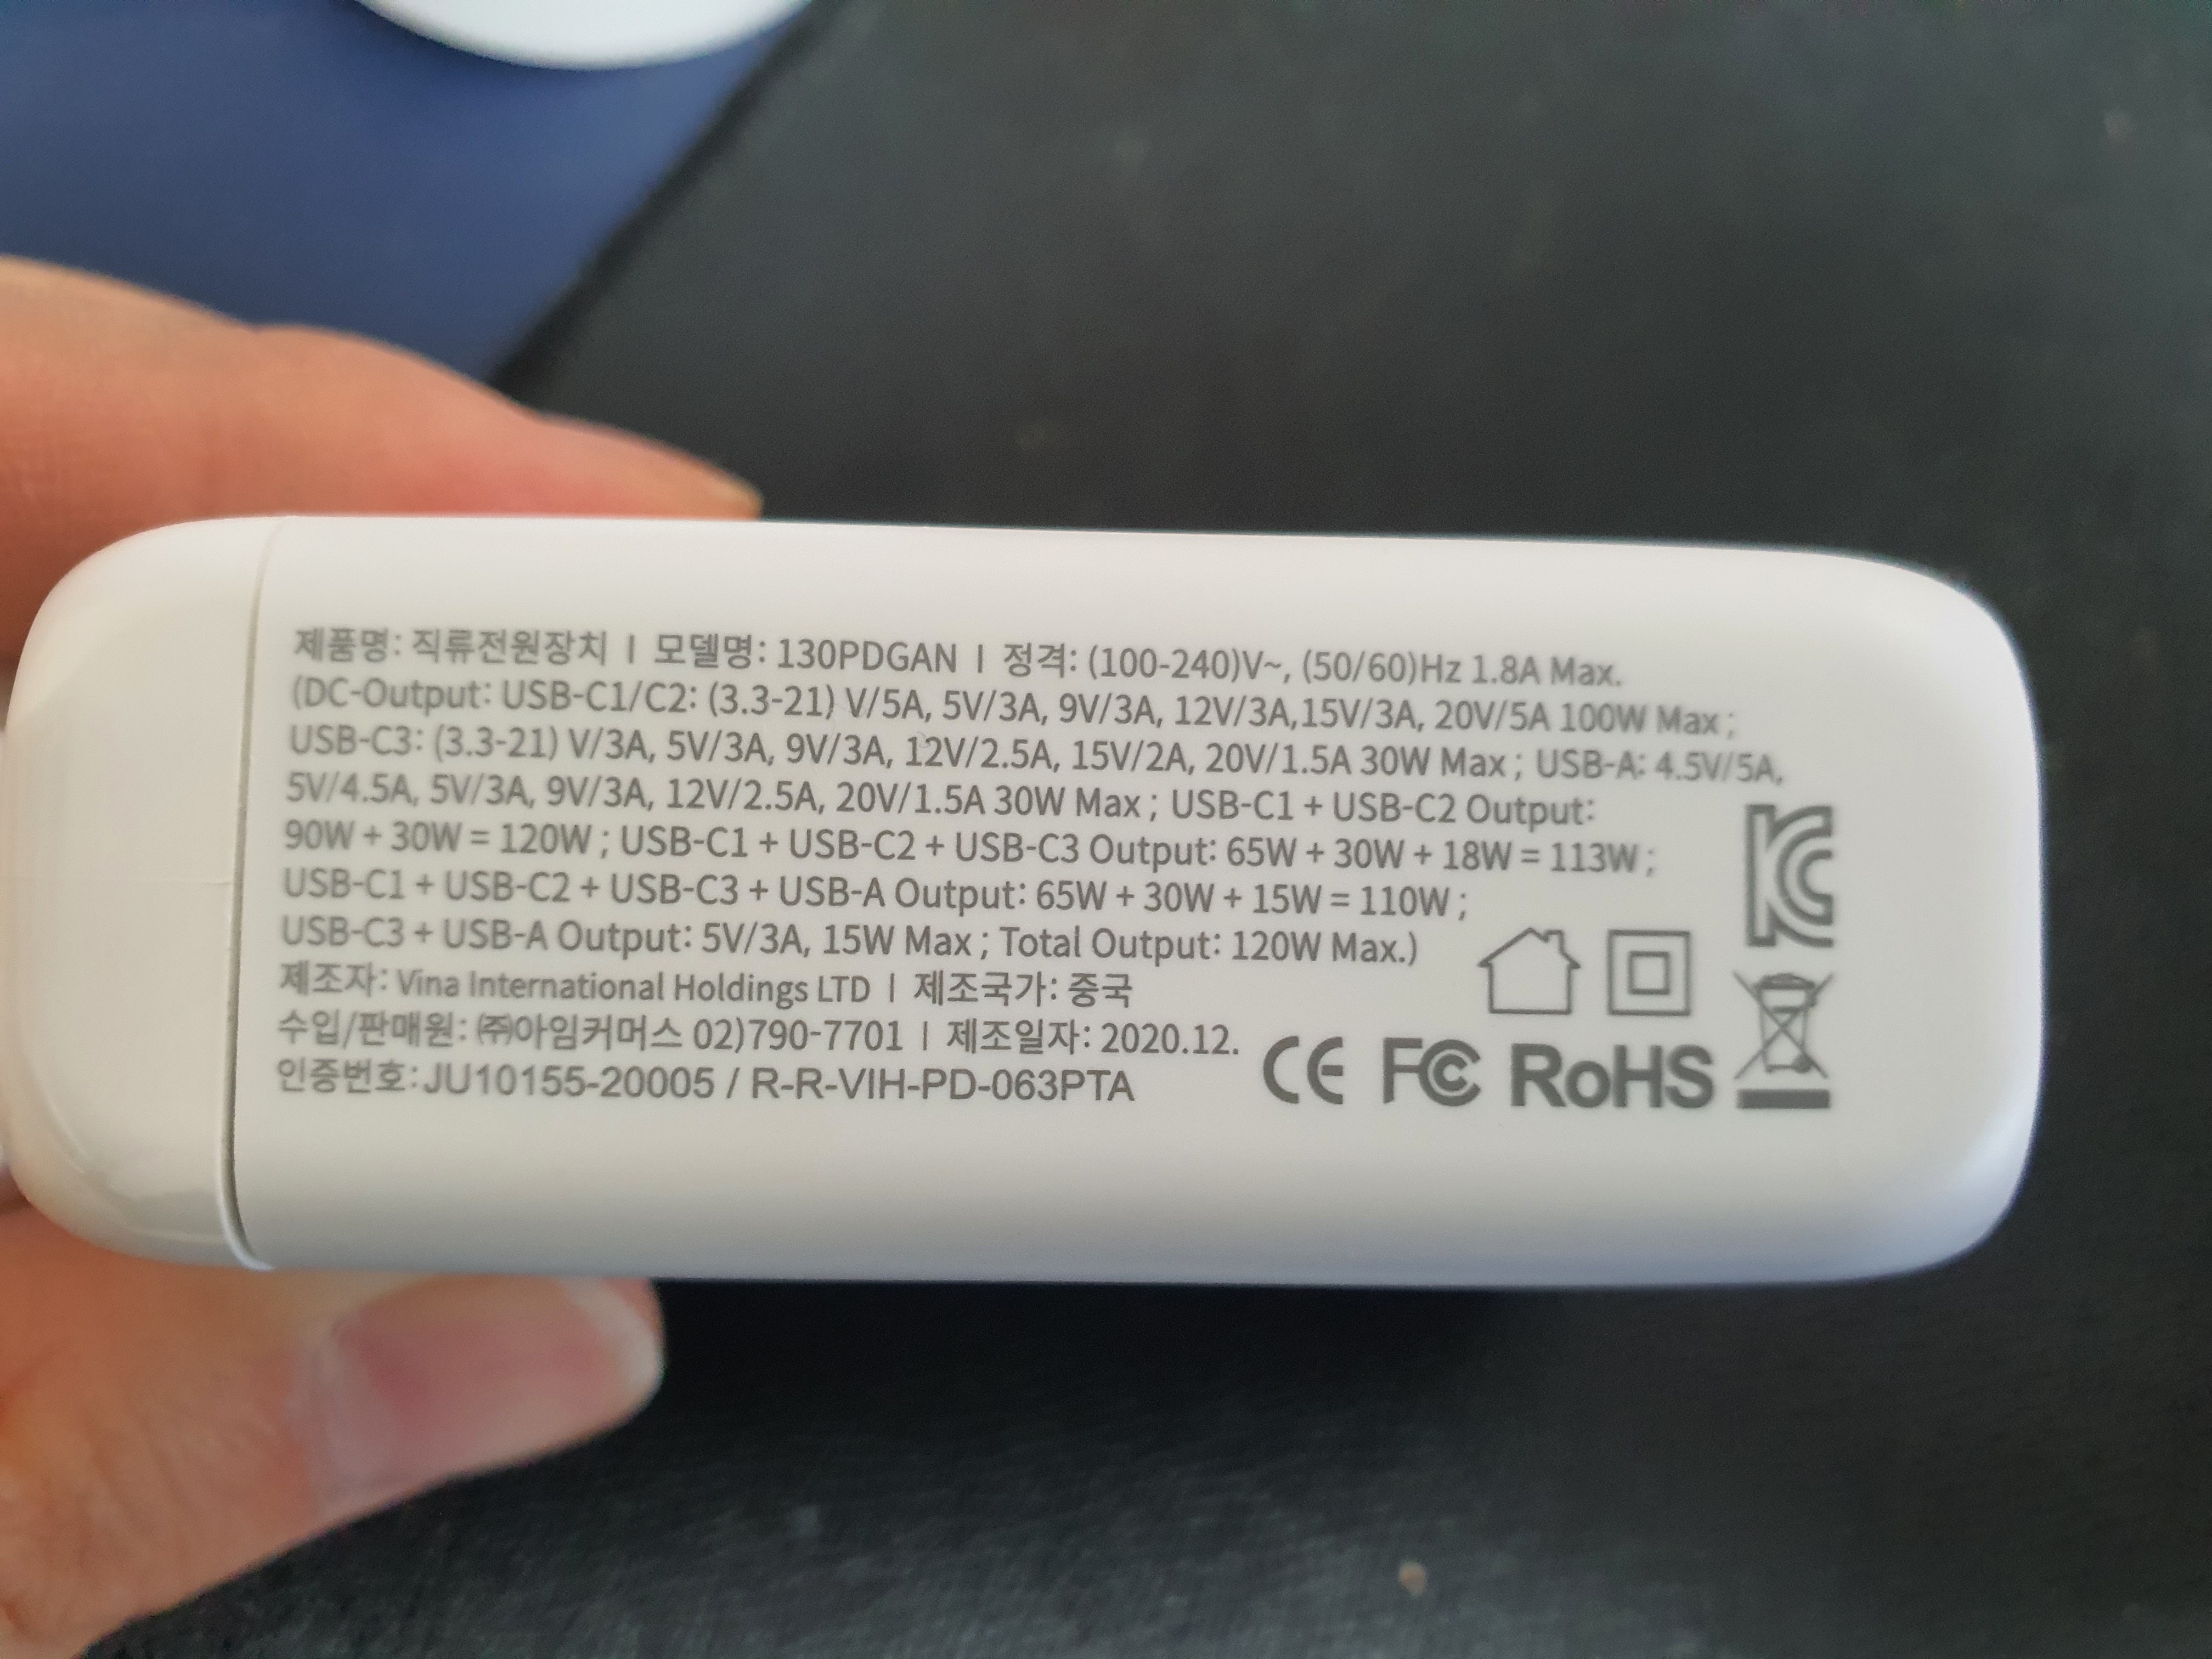 제품명: 직류전원장치 l 모델명: 130PDGAN l 정격: (100-240)V~, (50/60)Hz 1.8A Max.
(DC-Output: USB-C1/C2: (3.3-21) V/5A, 5V/3A, 9V/3A, 12V/3A,15V/3A, 20V/5A 100W Max ;
USB-C3: (3.3-21) V/3A, 5V/3A, 9V/3A, 12V/2.5A, 15V/2A, 20V/1.5A 30W Max ; USB-A: 4.5V/5A,
5V/4.5A, 5V/3A, 9V/3A, 12V/2.5A, 20V/1.5A 30W Max ; USB-C1 + USB-C2 Output:
90W + 30W = 120W ; USB-C1 + USB-C2 + USB-C3 Output: 65W + 30W + 18W = 113W ;
USB-C1 + USB-C2 + USB-C3 + USB-A Output: 65W + 30W + 15W = 110W ;
USB-C3 + USB-A Output: 5V/3A, 15W Max ; Total Output: 120W Max.)
제조자: Vina International Holdings LTD l 제조국가: 중국
수입/판매원: ㈜아임커머스 02)790-7701 l 제조일자: 2020.12.
인증번호: JU10155-20005 / R-R-VIH-PD-063PTA
KC
CE FC RoHS